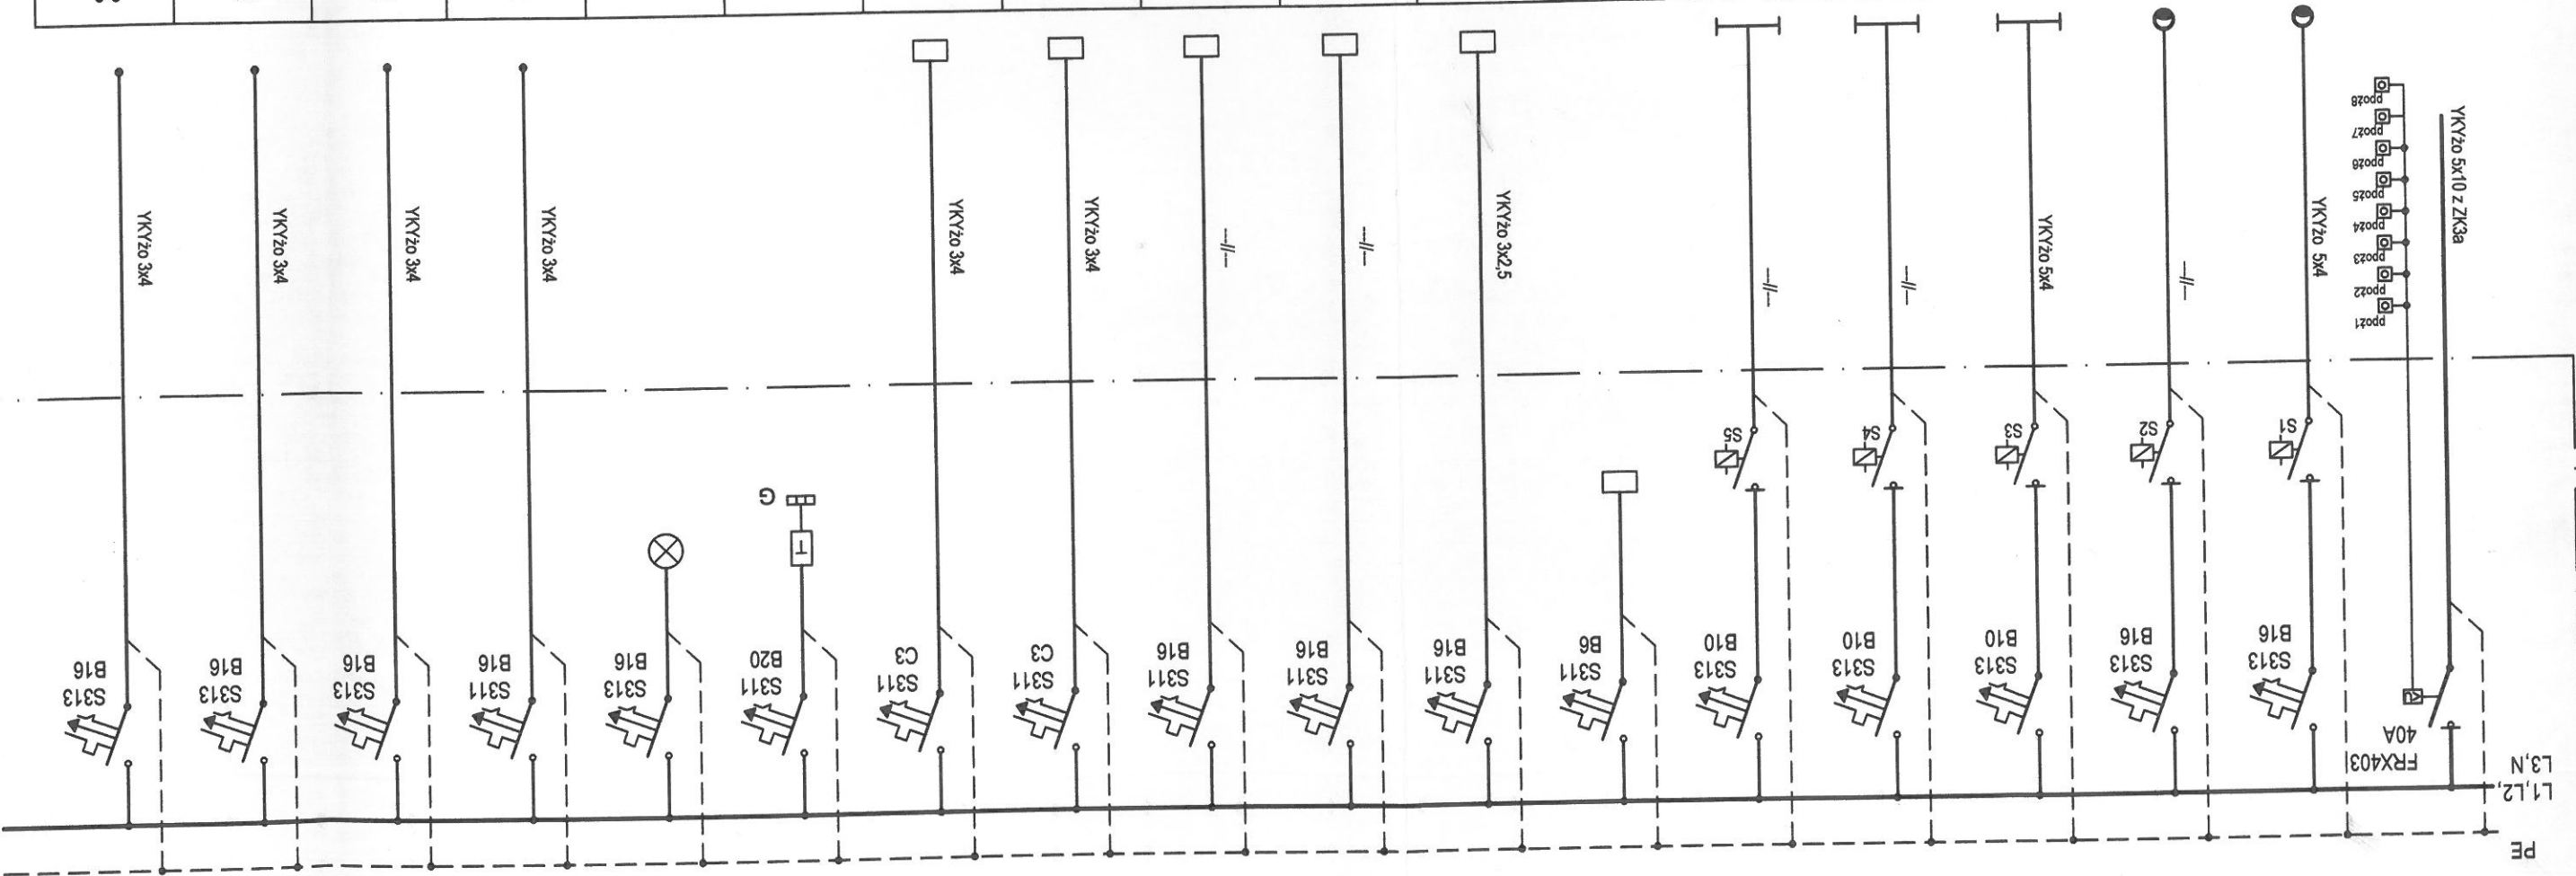 PE
L1,L2,
L3,N
FRX403
40A
U>
YKYżo 5x10 z ZK3a
ppoż1
ppoż2
ppoż3
ppoż4
ppoż5
ppoż6
ppoż7
ppoż8
S313
B16
S1
YKYżo 5x4
S313
B16
S2
---//---
S313
B10
S3
YKYżo 5x4
S313
B10
S4
---//---
S313
B10
S5
---//---
S311
B6
S311
B16
YKYżo 3x2,5
S311
B16
---//---
S311
B16
---//---
S311
C3
YKYżo 3x4
S311
C3
YKYżo 3x4
S311
B20
T
G
S313
B16
S311
B16
YKYżo 3x4
S313
B16
YKYżo 3x4
S313
B16
YKYżo 3x4
S313
B16
YKYżo 3x4